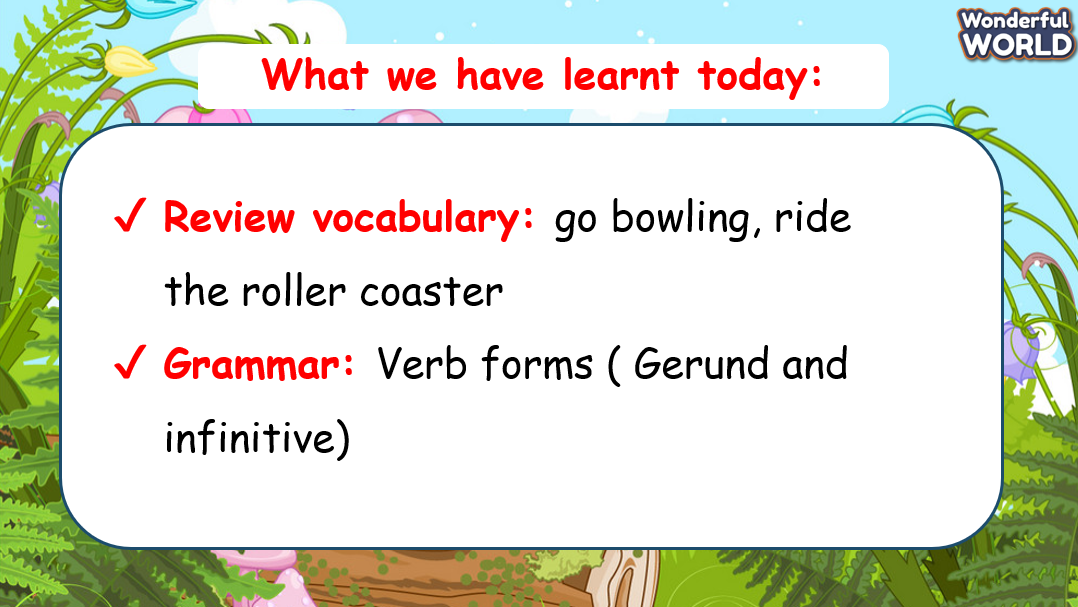 Wonderful
WORLD
What we have learnt today:
✓ Review vocabulary: go bowling, ride
the roller coaster
✓ Grammar: Verb forms ( Gerund and
infinitive)